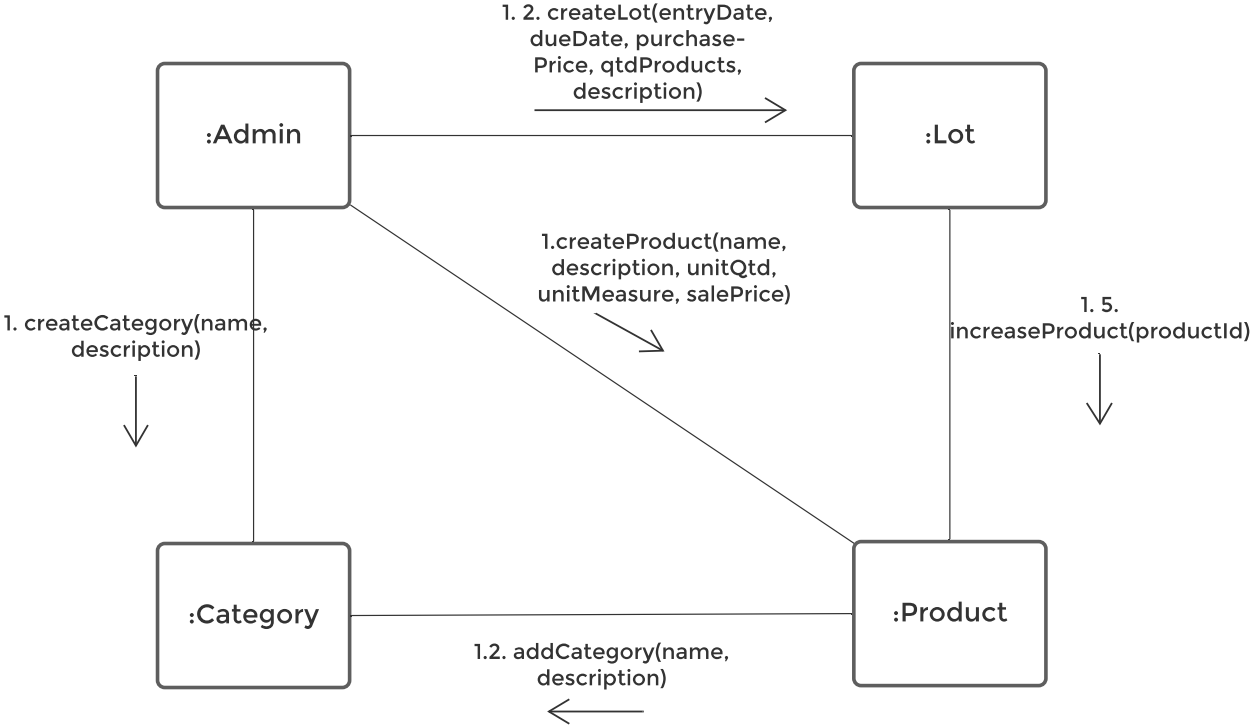 1. 2. createLot(entryDate,
dueDate, purchase-
Price, qtdProducts,
description)
:Admin
:Lot
1.createProduct(name,
description, unitQtd,
unitMeasure, salePrice)
1. createCategory(name,
description)
1. 5.
increaseProduct(productId)
:Category
:Product
1.2. addCategory(name,
description)